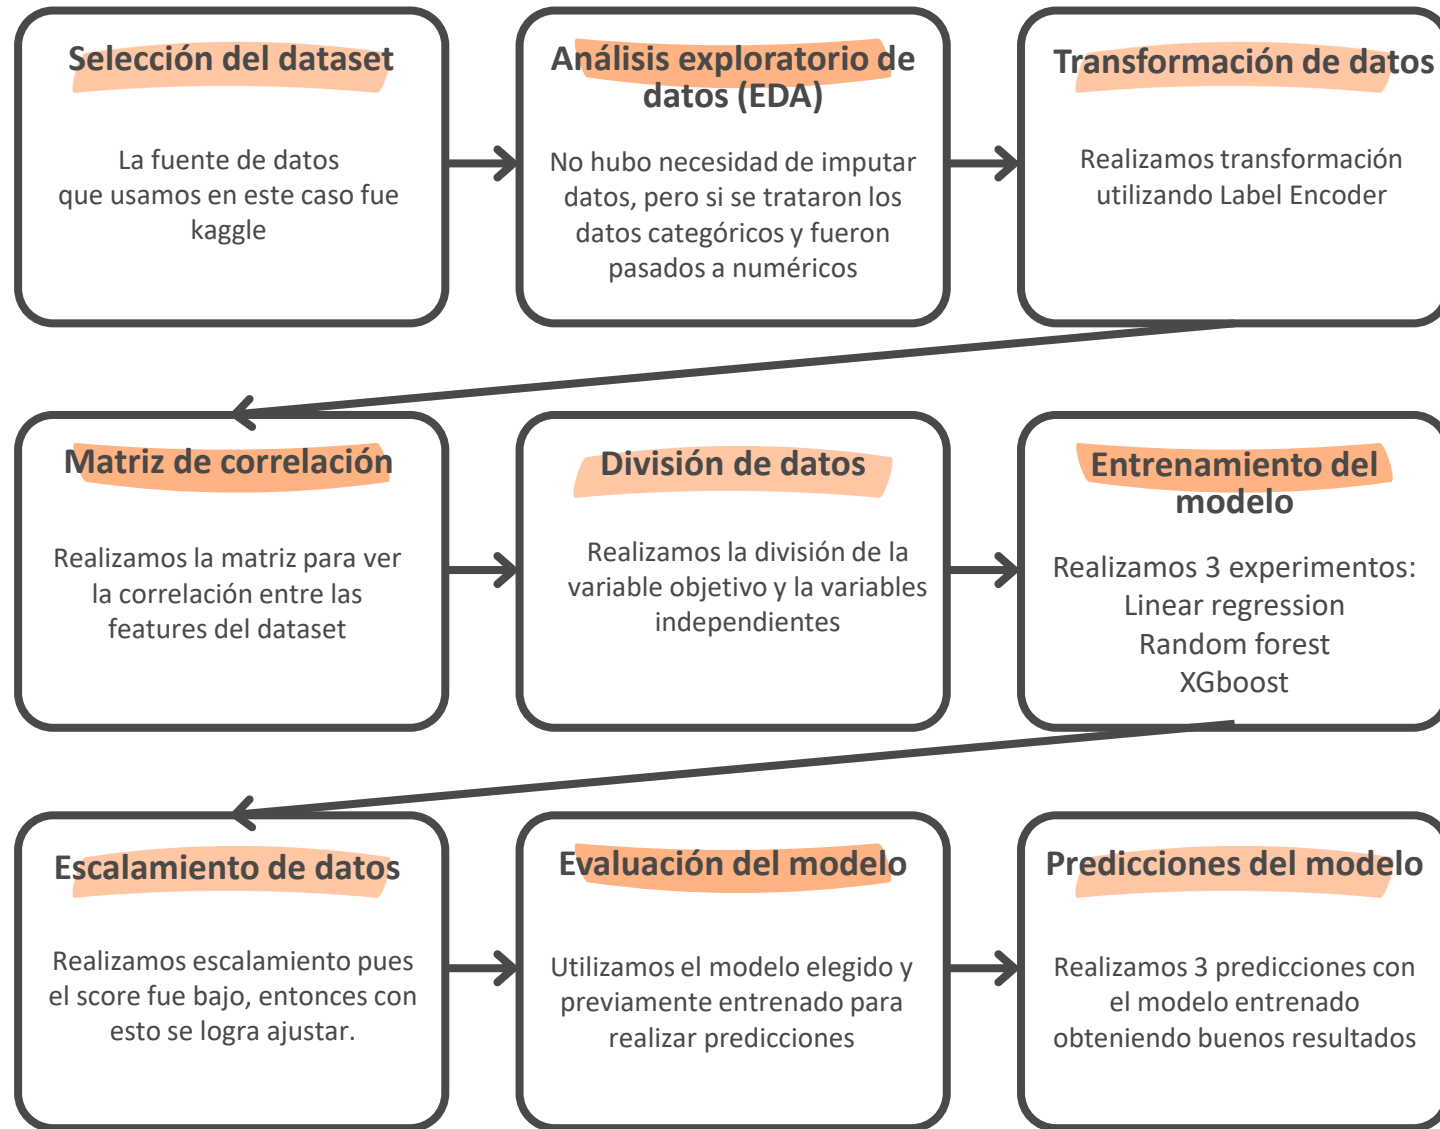 Selección del dataset
La fuente de datos
que usamos en este caso fue
kaggle
Análisis exploratorio de
datos (EDA)
No hubo necesidad de imputar
datos, pero si se trataron los
datos categóricos y fueron
pasados a numéricos
Transformación de datos
Realizamos transformación
utilizando Label Encoder
Matriz de correlación
Realizamos la matriz para ver
la correlación entre las
features del dataset
División de datos
Realizamos la división de la
variable objetivo y la variables
independientes
Entrenamiento del
modelo
Realizamos 3 experimentos:
Linear regression
Random forest
XGboost
Escalamiento de datos
Realizamos escalamiento pues
el score fue bajo, entonces con
esto se logra ajustar.
Evaluación del modelo
Utilizamos el modelo elegido y
previamente entrenado para
realizar predicciones
Predicciones del modelo
Realizamos 3 predicciones con
el modelo entrenado
obteniendo buenos resultados